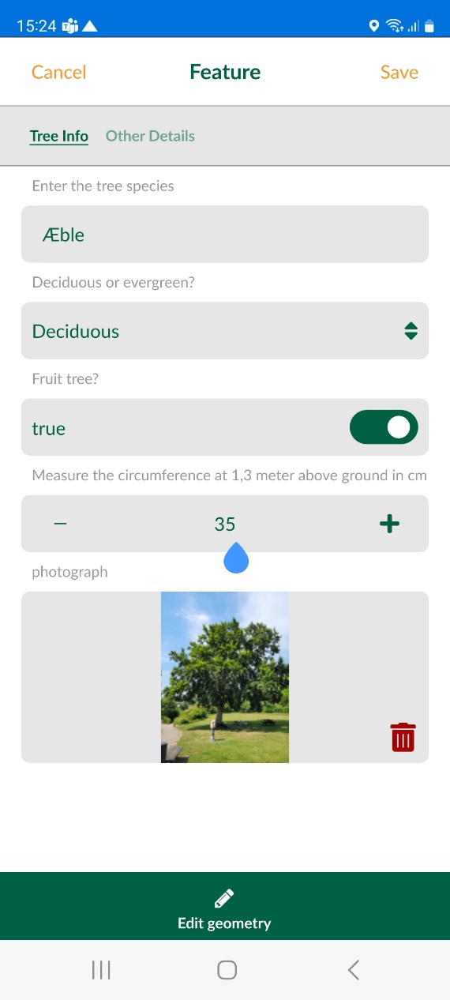 15:24
Cancel Feature Save
Tree Info Other Details
Enter the tree species
Æble
Deciduous or evergreen?
Deciduous
Fruit tree?
true
Measure the circumference at 1,3 meter above ground in cm
35
photograph
Edit geometry